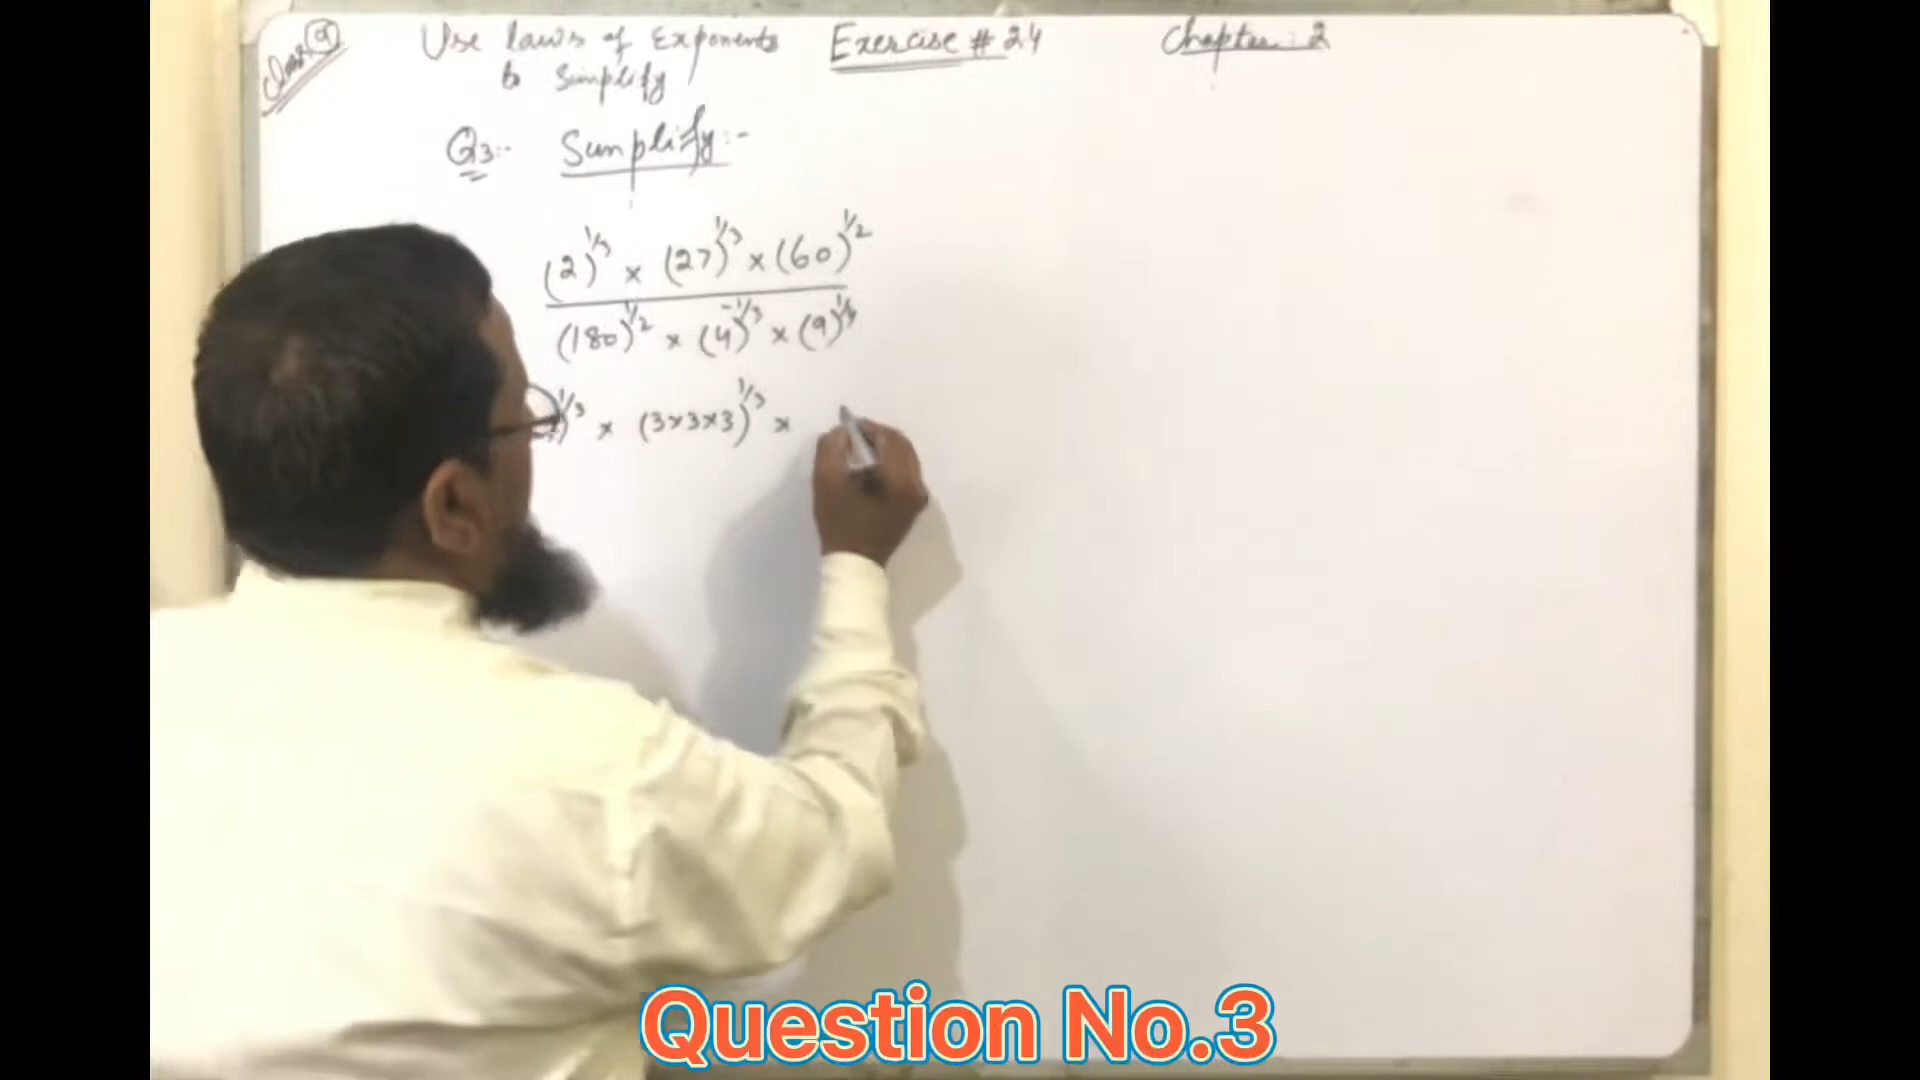 Class 9
Use laws of Exponents Exercise # 2.4 Chapter: 2
to Simplify
Q3:- Simplify:-
(2)^1/3 × (27)^1/3 × (60)^1/2
(180)^1/2 × (4)^-1/3 × (9)^1/4
)^1/3 × (3×3×3)^1/3 ×
Question No.3